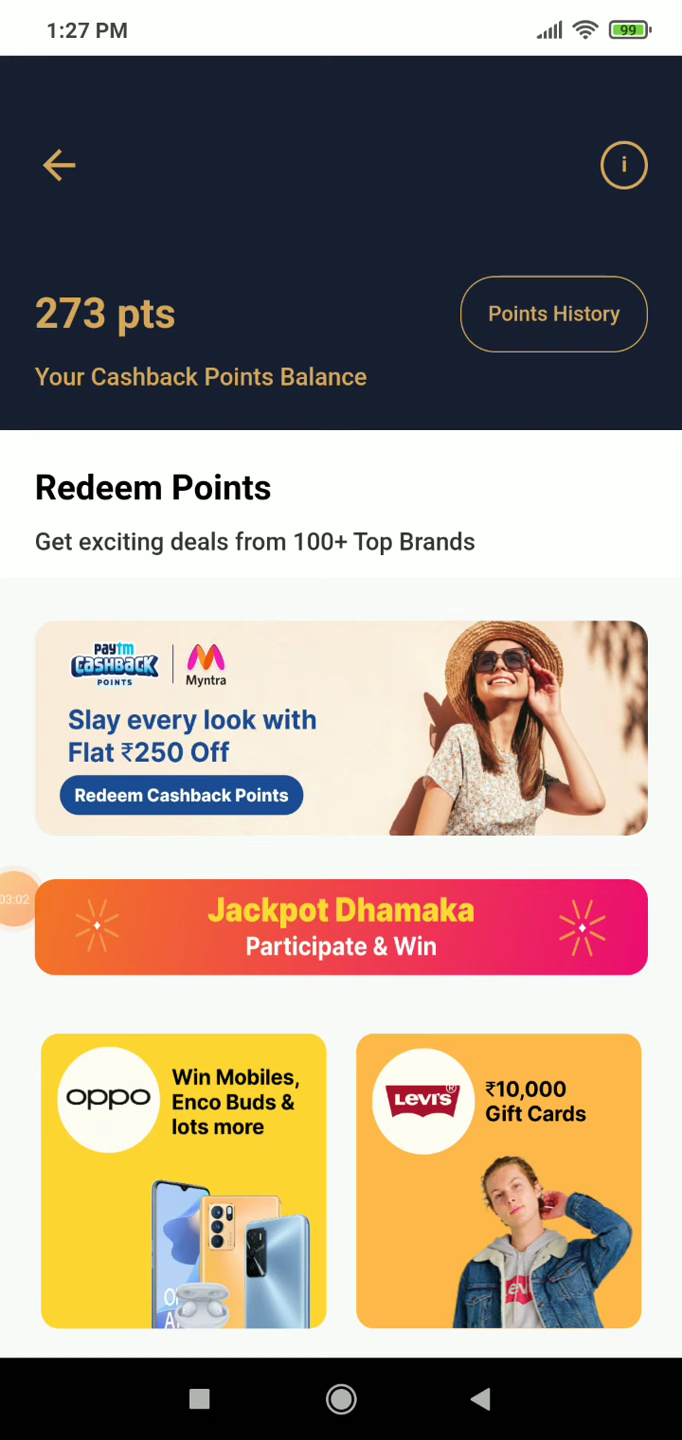 1:27 PM
99
i
273 pts
Points History
Your Cashback Points Balance
Redeem Points
Get exciting deals from 100+ Top Brands
paytm
CASHBACK
POINTS
Myntra
Slay every look with
Flat ₹250 Off
Redeem Cashback Points
03:02
Jackpot Dhamaka
Participate & Win
oppo
Win Mobiles,
Enco Buds &
lots more
LEVI'S®
₹10,000
Gift Cards